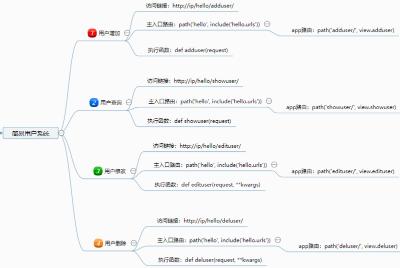 简易用户系统
1 用户增加
访问链接：http://ip/hello/adduser/
主入口路由：path('hello', include('hello.urls'))
app路由：path("adduser/", view.adduser)
执行函数：def adduser(request)
2 用户查询
访问链接：http://ip/hello/showuser/
主入口路由：path('hello', include('hello.urls'))
app路由：path("showuser/", view.showuser)
执行函数：def showuser(request)
3 用户修改
访问链接：http://ip/hello/edituser/
主入口路由：path('hello', include('hello.urls'))
app路由：path("edituser/", view.edituser)
执行函数：def edituser(request, **kwargs)
4 用户删除
访问链接：http://ip/hello/deluser/
主入口路由：path('hello', include('hello.urls'))
app路由：path("deluser/", view.deluser)
执行函数：def deluser(request, **kwargs)